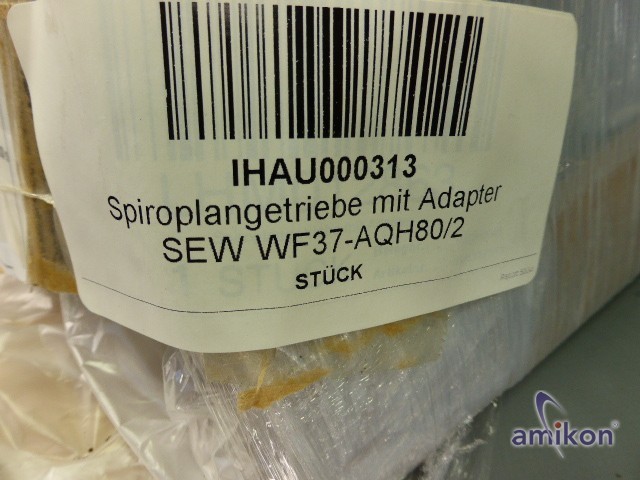 IHAU000313
Spiroplangetriebe mit Adapter
SEW WF37-AQH80/2
STÜCK
amikon